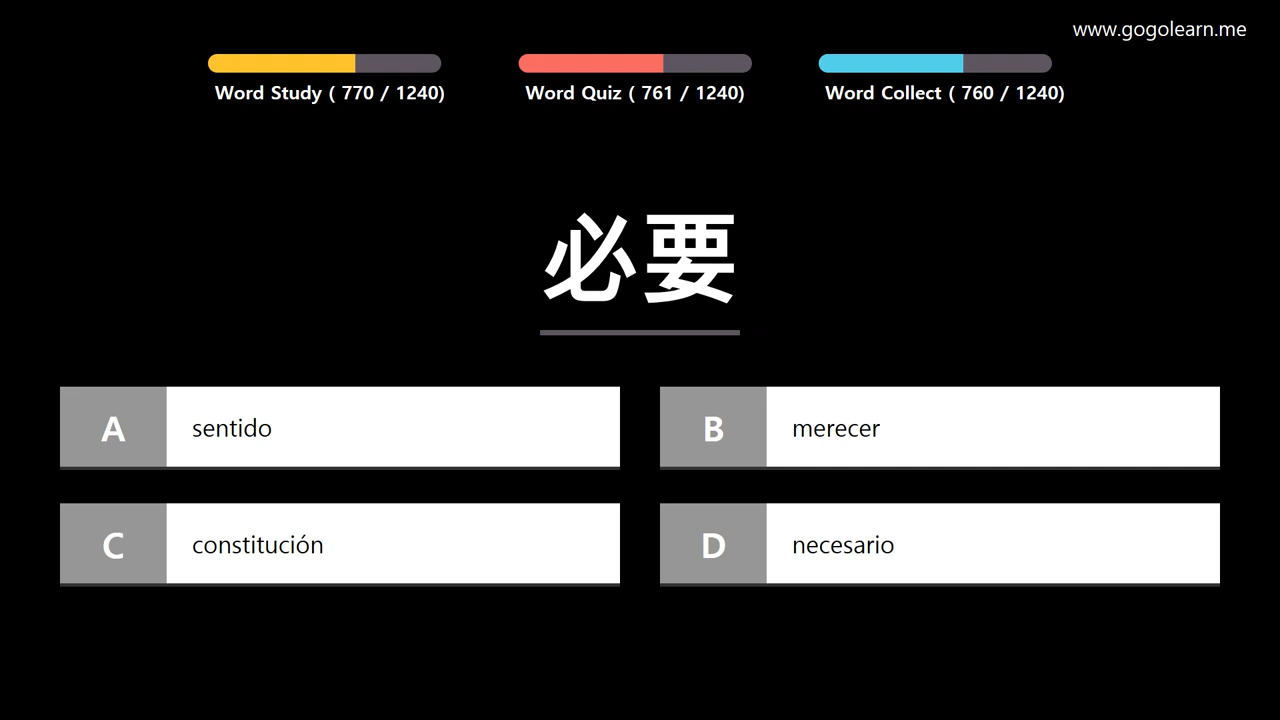 www.gogolearn.me
Word Study ( 770 / 1240)
Word Quiz ( 761 / 1240)
Word Collect ( 760 / 1240)
必要
A sentido
B merecer
C constitución
D necesario